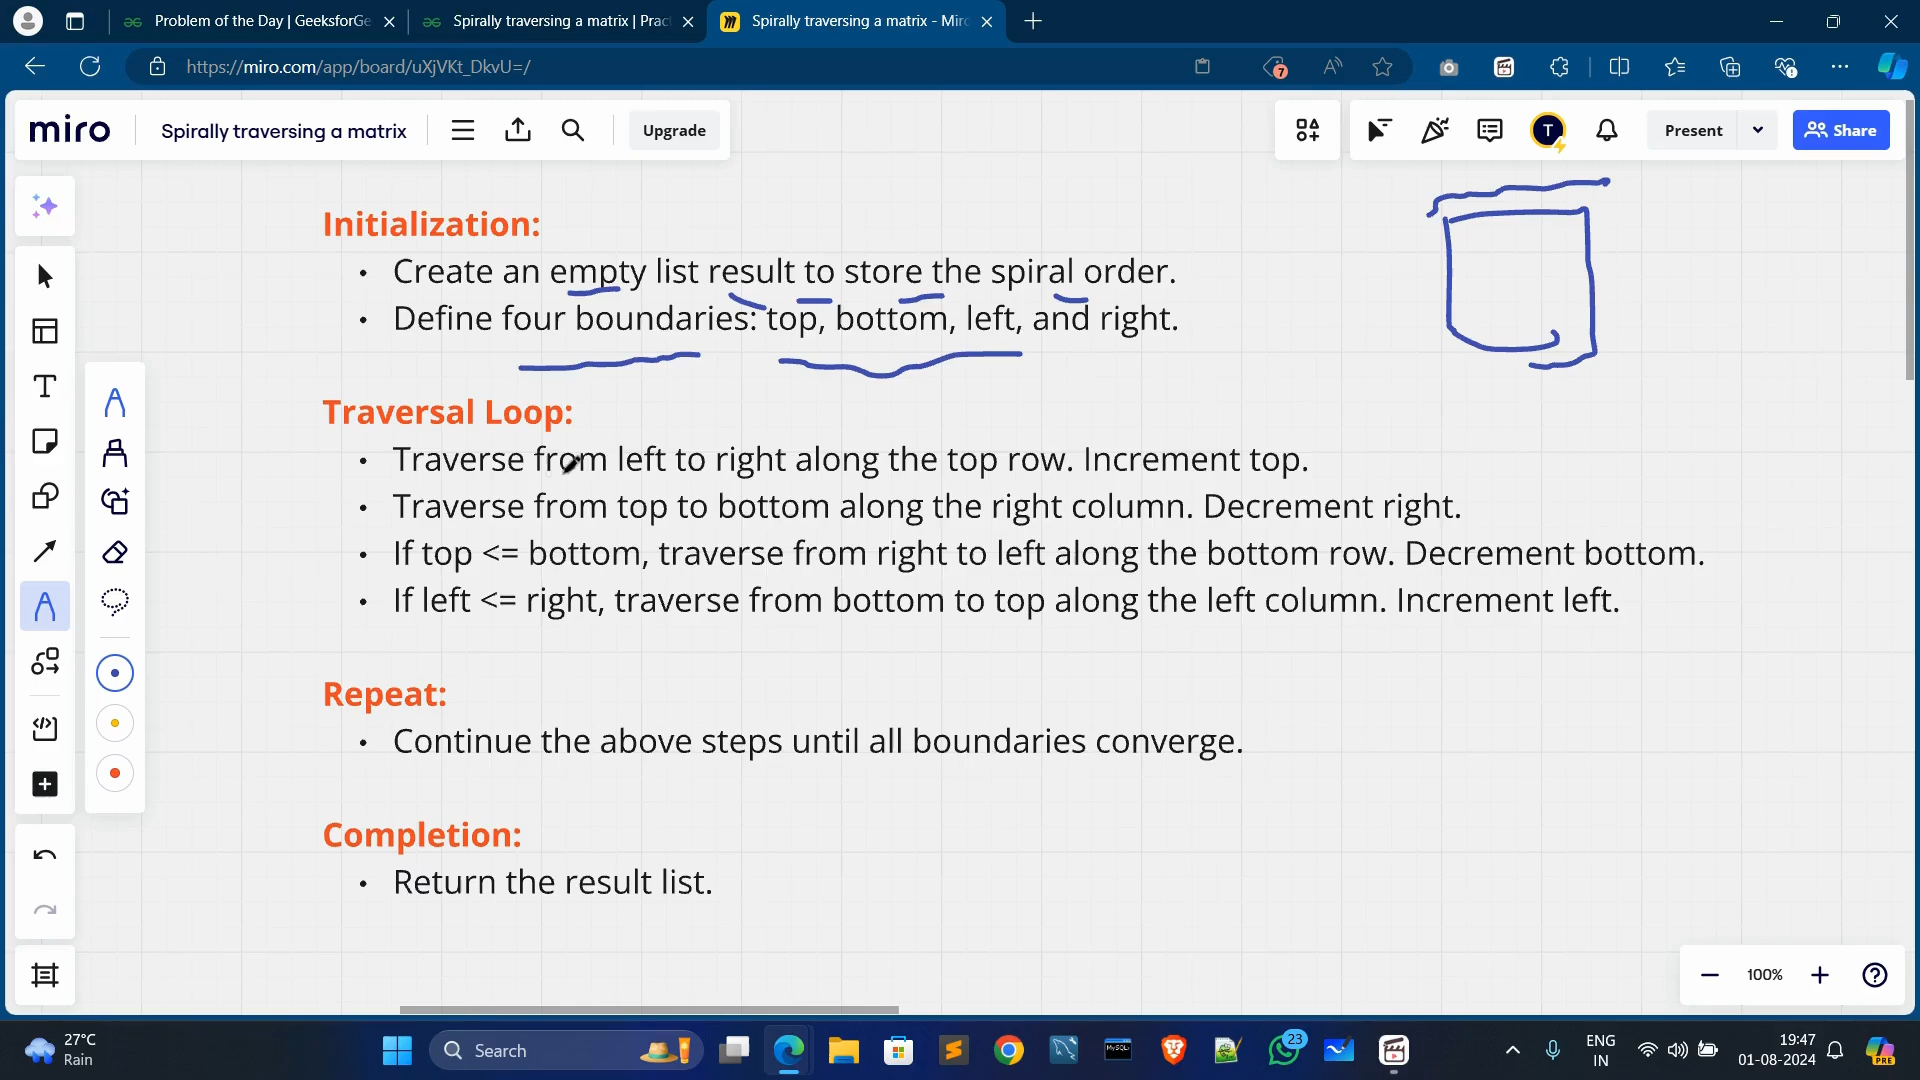 Problem of the Day | GeeksforGe
Spirally traversing a matrix | Prac
Spirally traversing a matrix - Miro
https://miro.com/app/board/uXjVKt_DkvU=/
7
miro
Spirally traversing a matrix
Upgrade
T
Present
Share
Initialization:
• Create an empty list result to store the spiral order.
• Define four boundaries: top, bottom, left, and right.
Traversal Loop:
• Traverse from left to right along the top row. Increment top.
• Traverse from top to bottom along the right column. Decrement right.
• If top <= bottom, traverse from right to left along the bottom row. Decrement bottom.
• If left <= right, traverse from bottom to top along the left column. Increment left.
Repeat:
• Continue the above steps until all boundaries converge.
Completion:
• Return the result list.
100%
27°C
Rain
Search
MySQL
23
ENG
IN
19:47
01-08-2024
PRE